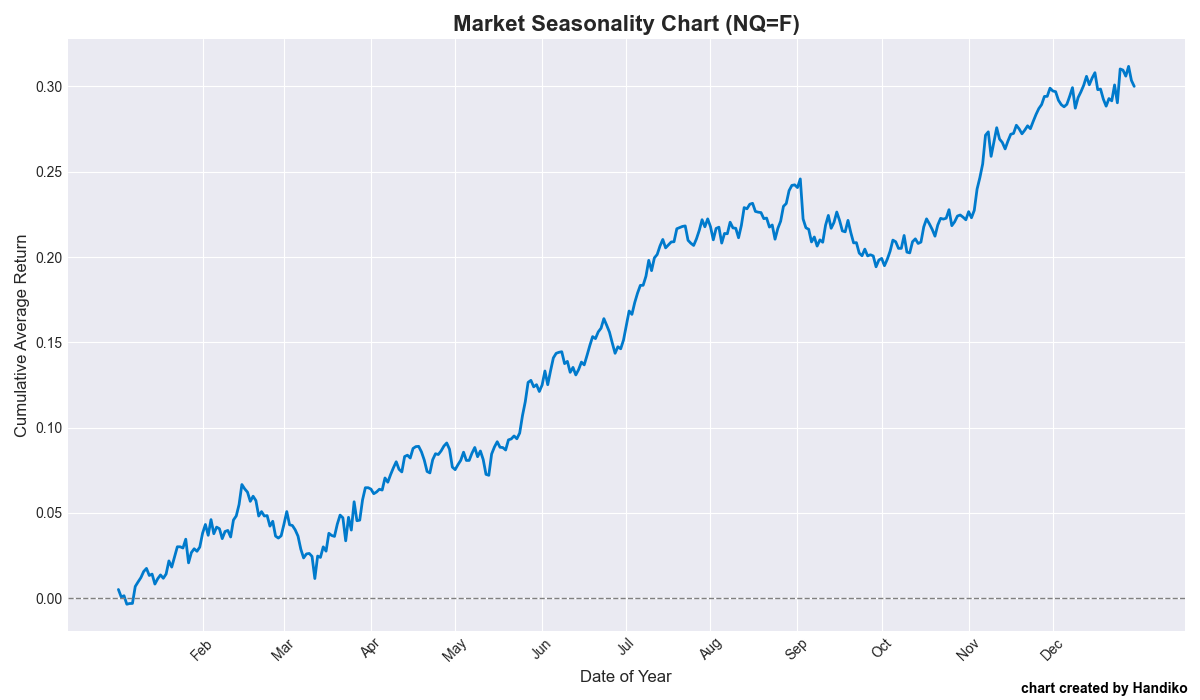 Market Seasonality Chart (NQ=F)
Cumulative Average Return
0.30
0.25
0.20
0.15
0.10
0.05
0.00
Feb
Mar
Apr
May
Jun
Jul
Aug
Sep
Oct
Nov
Dec
Date of Year
chart created by Handiko